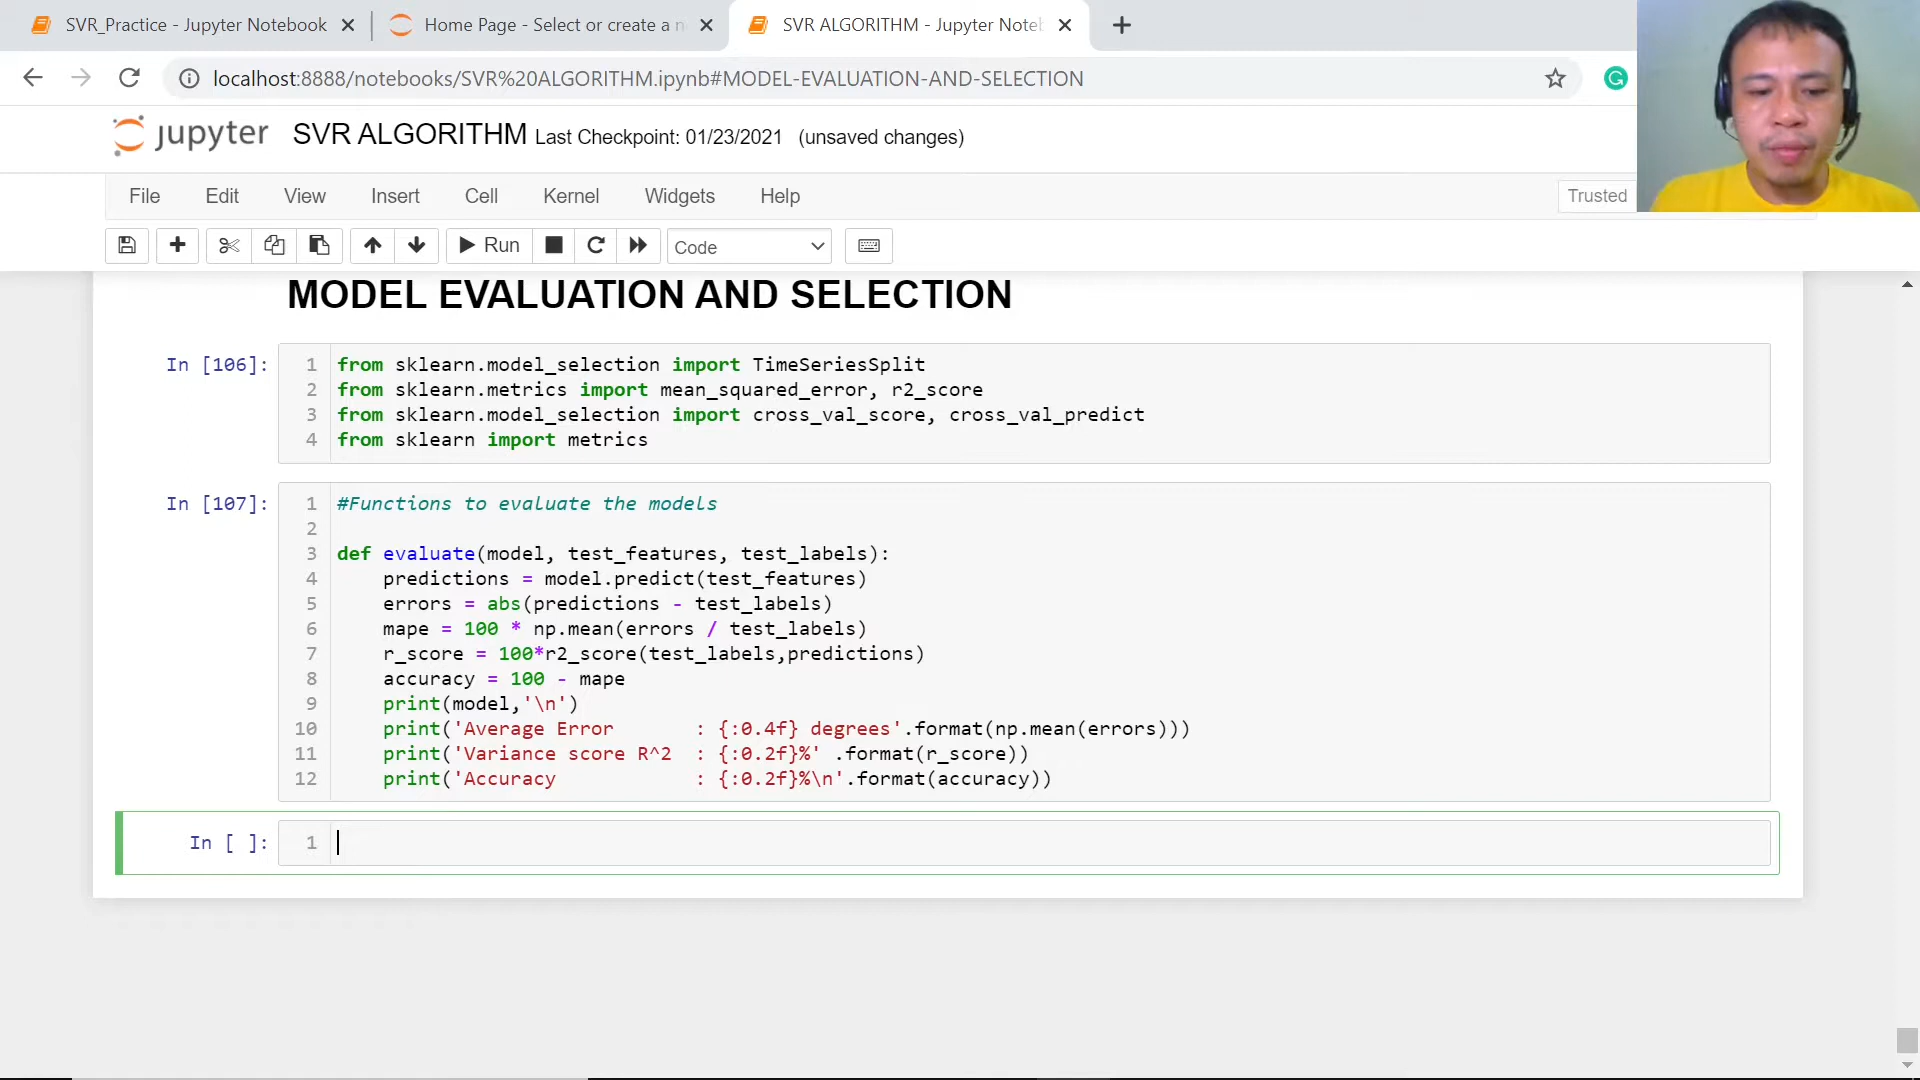 SVR_Practice - Jupyter Notebook
Home Page - Select or create a n
SVR ALGORITHM - Jupyter Note
localhost:8888/notebooks/SVR%20ALGORITHM.ipynb#MODEL-EVALUATION-AND-SELECTION
jupyter SVR ALGORITHM Last Checkpoint: 01/23/2021 (unsaved changes)
File Edit View Insert Cell Kernel Widgets Help Trusted
Run Code
MODEL EVALUATION AND SELECTION
In [106]:
1 from sklearn.model_selection import TimeSeriesSplit
2 from sklearn.metrics import mean_squared_error, r2_score
3 from sklearn.model_selection import cross_val_score, cross_val_predict
4 from sklearn import metrics
In [107]:
1 #Functions to evaluate the models
2
3 def evaluate(model, test_features, test_labels):
4     predictions = model.predict(test_features)
5     errors = abs(predictions - test_labels)
6     mape = 100 * np.mean(errors / test_labels)
7     r_score = 100*r2_score(test_labels,predictions)
8     accuracy = 100 - mape
9     print(model,'\n')
10     print('Average Error       : {:0.4f} degrees'.format(np.mean(errors)))
11     print('Variance score R^2  : {:0.2f}%' .format(r_score))
12     print('Accuracy            : {:0.2f}%\n'.format(accuracy))
In [ ]:
1